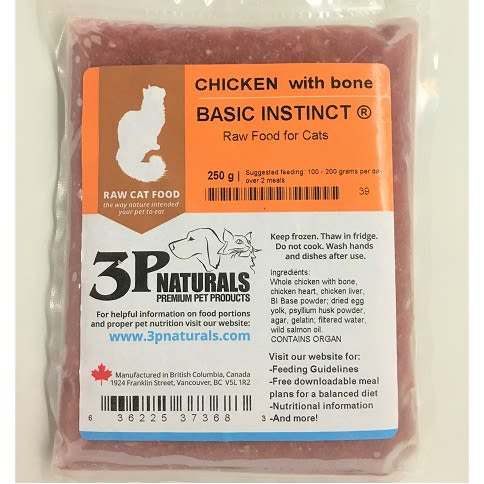 CHICKEN with bone
BASIC INSTINCT ®
Raw Food for Cats
250 g | Suggested feeding: 100 - 200 grams per day
over 2 meals
39
RAW CAT FOOD
the way nature intended
your pet to eat
3P NATURALS
PREMIUM PET PRODUCTS
For helpful information on food portions
and proper pet nutrition visit our website:
www.3pnaturals.com
Manufactured in British Columbia, Canada
1924 Franklin Street, Vancouver, BC V5L 1R2
6 36225 37368 3
Keep frozen. Thaw in fridge.
Do not cook. Wash hands
and dishes after use.
Ingredients:
Whole chicken with bone,
chicken heart, chicken liver,
BI Base powder; dried egg
yolk, psyllium husk powder,
agar, gelatin; filtered water,
wild salmon oil.
CONTAINS ORGAN
Visit our website for:
-Feeding Guidelines
-Free downloadable meal
plans for a balanced diet
-Nutritional information
-And more!